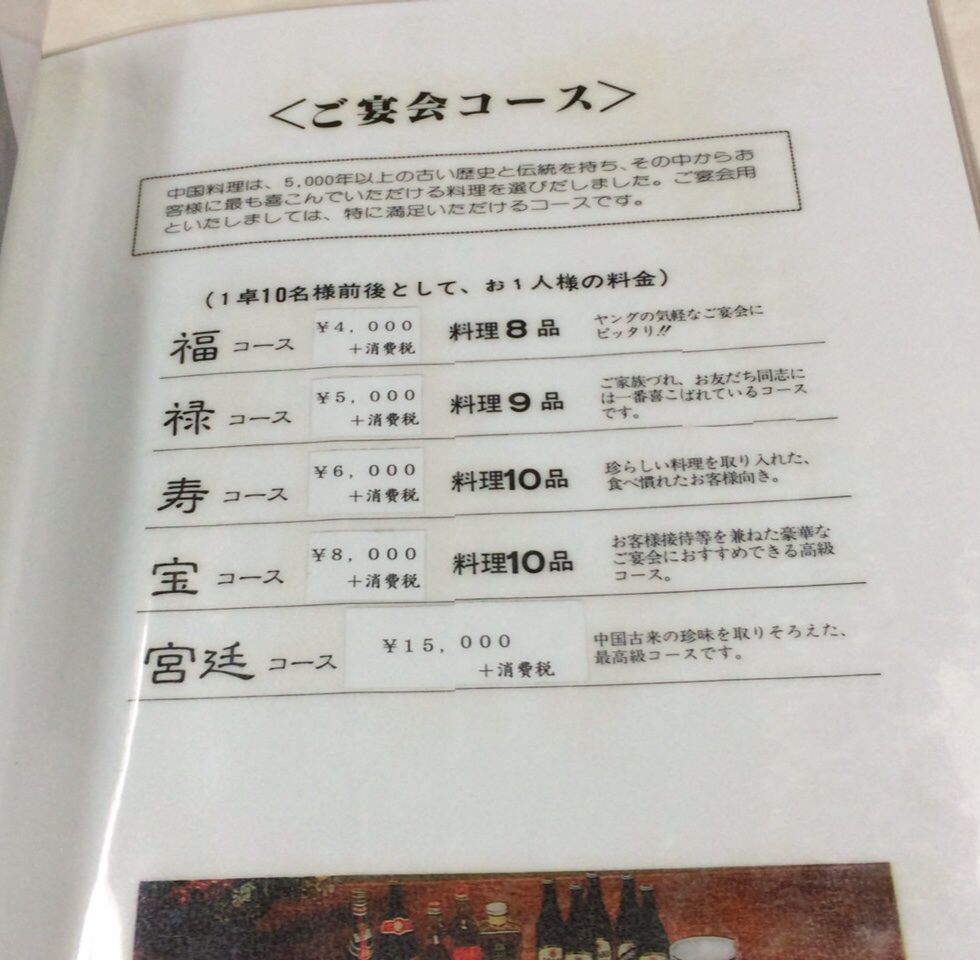 ＜ご宴会コース＞
中国料理は、5,000年以上の古い歴史と伝統を持ち、その中からお
客様に最も喜こんでいただける料理を選びだしました。ご宴会用
といたしましては、特に満足いただけるコースです。
（1卓10名様前後として、お1人様の料金）
福 コース ￥4，000 料理8品 ヤングの気軽なご宴会に
＋消費税 ピッタリ!!
禄 コース ￥5，000 料理9品 ご家族づれ、お友だち同志に
＋消費税 は一番喜こばれているコース
です。
寿 コース ￥6，000 料理10品 珍らしい料理を取り入れた、
＋消費税 食べ慣れたお客様向き。
宝 コース ￥8，000 料理10品 お客様接待等を兼ねた豪華な
＋消費税 ご宴会におすすめできる高級
コース。
宮廷 コース ￥15，000 中国古来の珍味を取りそろえた、
＋消費税 最高級コースです。